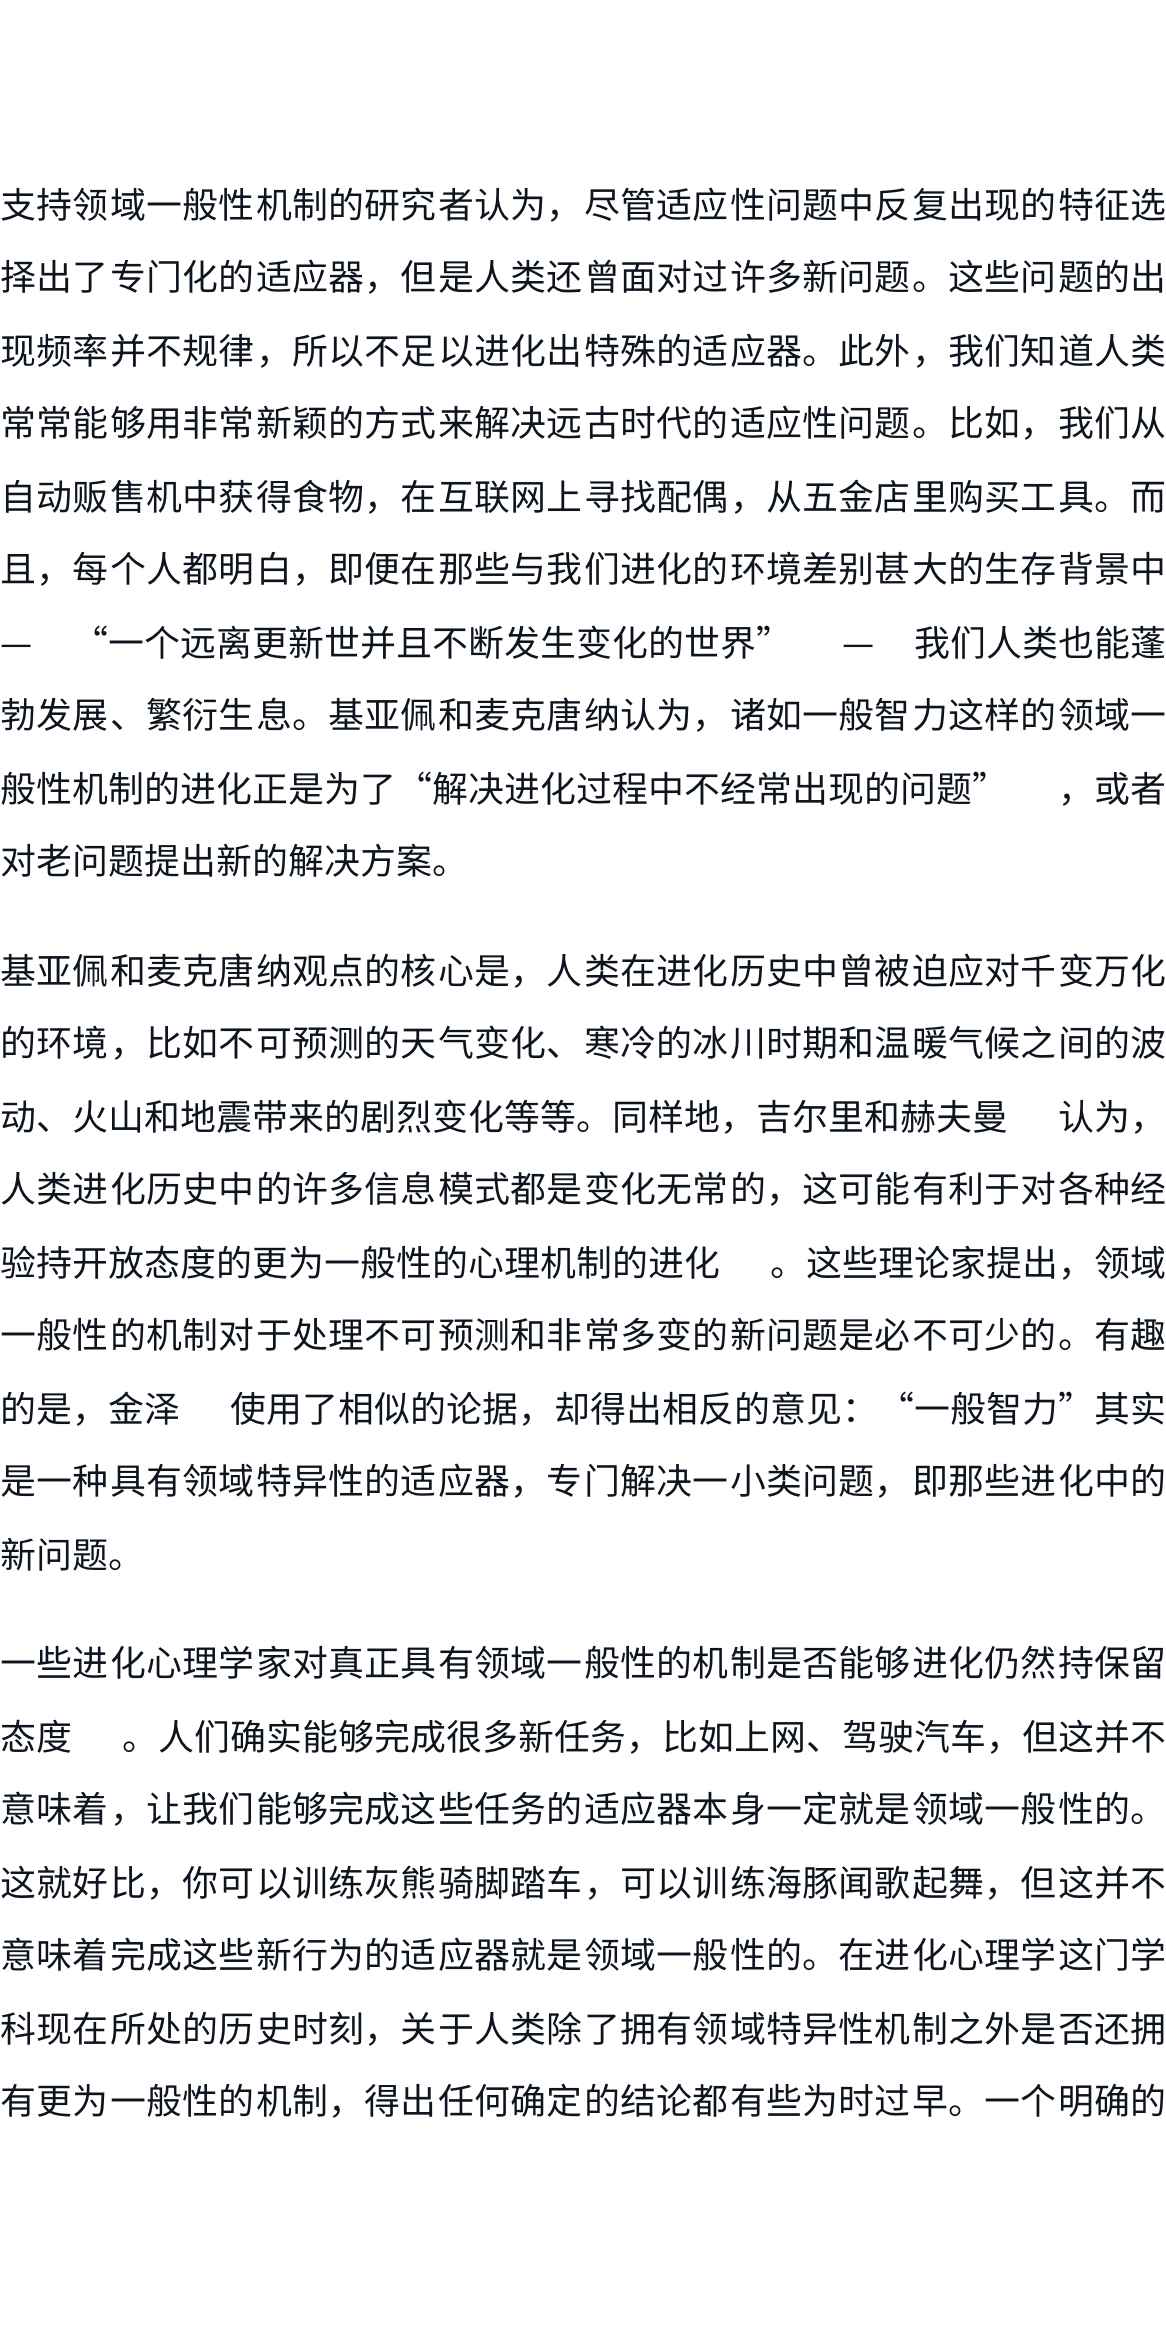 支持领域一般性机制的研究者认为，尽管适应性问题中反复出现的特征选
择出了专门化的适应器，但是人类还曾面对过许多新问题。这些问题的出
现频率并不规律，所以不足以进化出特殊的适应器。此外，我们知道人类
常常能够用非常新颖的方式来解决远古时代的适应性问题。比如，我们从
自动贩售机中获得食物，在互联网上寻找配偶，从五金店里购买工具。而
且，每个人都明白，即便在那些与我们进化的环境差别甚大的生存背景中
— “一个远离更新世并且不断发生变化的世界” — 我们人类也能蓬
勃发展、繁衍生息。基亚佩和麦克唐纳认为，诸如一般智力这样的领域一
般性机制的进化正是为了“解决进化过程中不经常出现的问题” ，或者
对老问题提出新的解决方案。
基亚佩和麦克唐纳观点的核心是，人类在进化历史中曾被迫应对千变万化
的环境，比如不可预测的天气变化、寒冷的冰川时期和温暖气候之间的波
动、火山和地震带来的剧烈变化等等。同样地，吉尔里和赫夫曼 认为，
人类进化历史中的许多信息模式都是变化无常的，这可能有利于对各种经
验持开放态度的更为一般性的心理机制的进化 。这些理论家提出，领域
一般性的机制对于处理不可预测和非常多变的新问题是必不可少的。有趣
的是，金泽 使用了相似的论据，却得出相反的意见：“一般智力”其实
是一种具有领域特异性的适应器，专门解决一小类问题，即那些进化中的
新问题。
一些进化心理学家对真正具有领域一般性的机制是否能够进化仍然持保留
态度 。人们确实能够完成很多新任务，比如上网、驾驶汽车，但这并不
意味着，让我们能够完成这些任务的适应器本身一定就是领域一般性的。
这就好比，你可以训练灰熊骑脚踏车，可以训练海豚闻歌起舞，但这并不
意味着完成这些新行为的适应器就是领域一般性的。在进化心理学这门学
科现在所处的历史时刻，关于人类除了拥有领域特异性机制之外是否还拥
有更为一般性的机制，得出任何确定的结论都有些为时过早。一个明确的